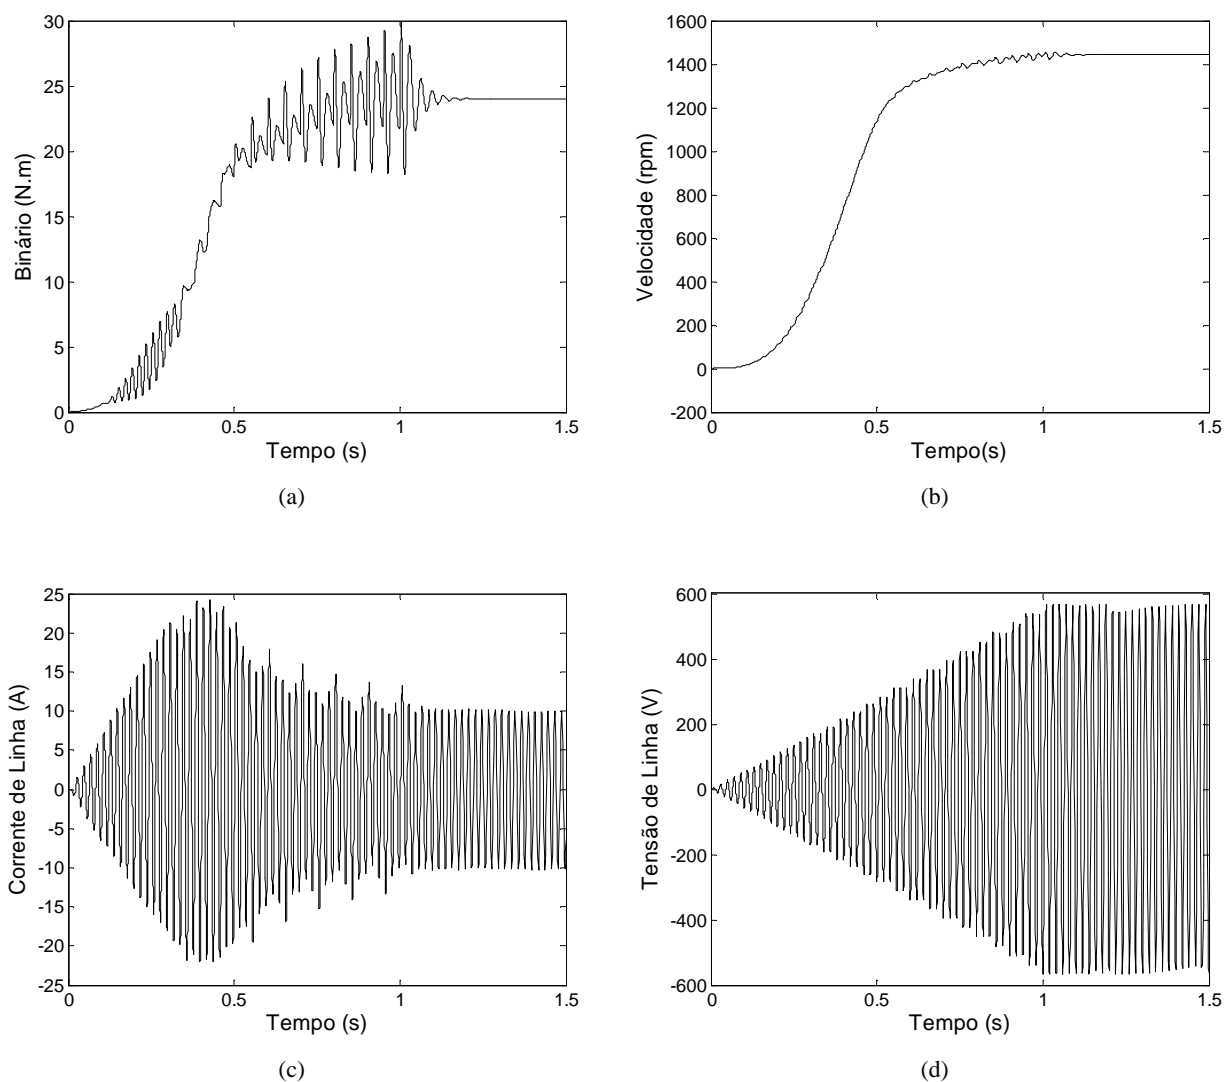 30
25
20
15
10
5
0
Binário (N.m)
0 0.5 1 1.5
Tempo (s)
(a)
1600
1400
1200
1000
800
600
400
200
0
-200
Velocidade (rpm)
0 0.5 1 1.5
Tempo(s)
(b)
25
20
15
10
5
0
-5
-10
-15
-20
-25
Corrente de Linha (A)
0 0.5 1 1.5
Tempo (s)
(c)
600
400
200
0
-200
-400
-600
Tensão de Linha (V)
0 0.5 1 1.5
Tempo (s)
(d)